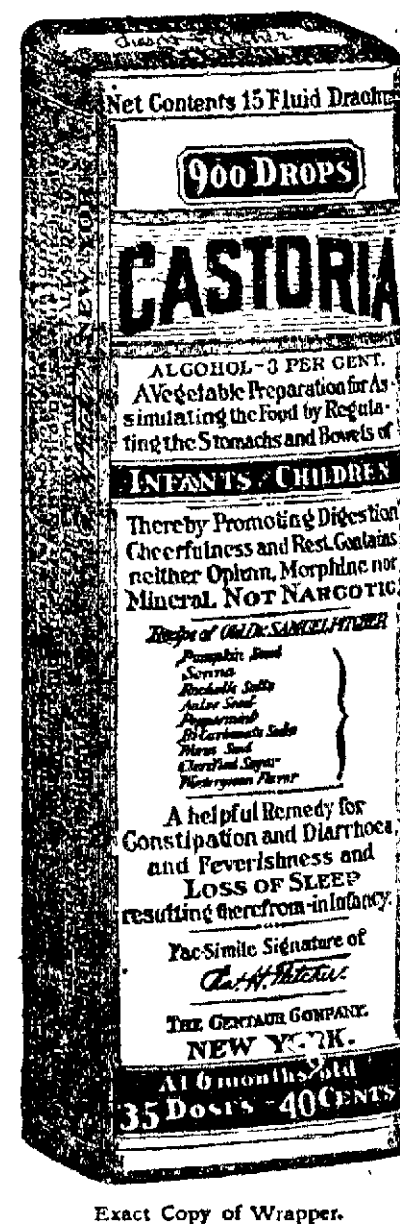 Net Contents 15 Fluid Drachm
900 DROPS
CASTORIA
ALCOHOL-3 PER CENT.
A Vegetable Preparation for As-
similating the Food by Regula-
ting the Stomachs and Bowels of
INFANTS CHILDREN
Thereby Promoting Digestion
Cheerfulness and Rest. Contains
neither Opium, Morphine nor
Mineral. NOT NARCOTIC
Recipe of Old Dr. SAMUEL PITCHER
Pumpkin Seed
Senna
Rochelle Salts
Anise Seed
Peppermint
Bi Carbonate Soda
Worm Seed
Clarified Sugar
Wintergreen Flavor
A helpful Remedy for
Constipation and Diarrhoea,
and Feverishness and
LOSS OF SLEEP
resulting therefrom-in Infancy.
Fac-Simile Signature of
Chas. H. Fletcher.
THE CENTAUR COMPANY.
NEW YORK.
At 6 months old
35 DOSES - 40 CENTS
NEW YORK
Exact Copy of Wrapper.